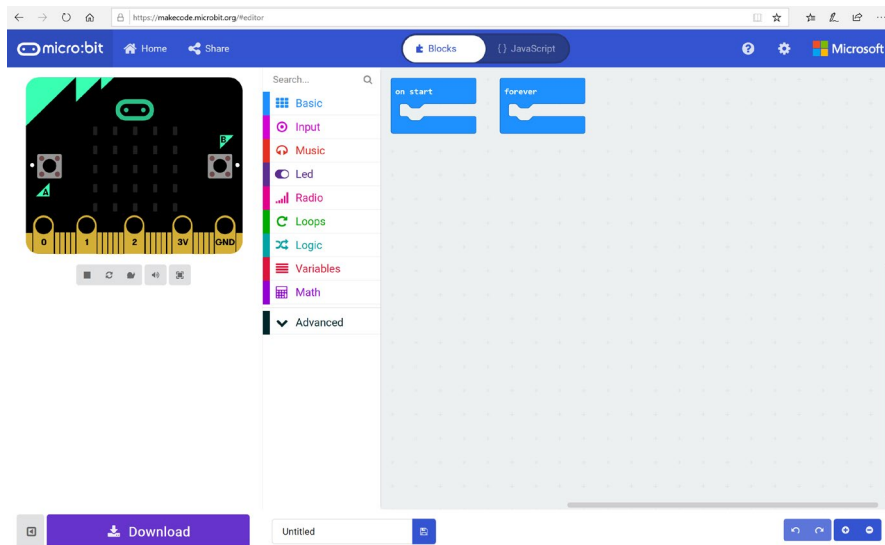 https://makecode.microbit.org/#editor
micro:bit Home Share Blocks {} JavaScript ? Microsoft
Search...
Basic
Input
Music
Led
Radio
Loops
Logic
Variables
Math
Advanced
on start
forever
B
A
0 1 2 3V GND
Download
Untitled